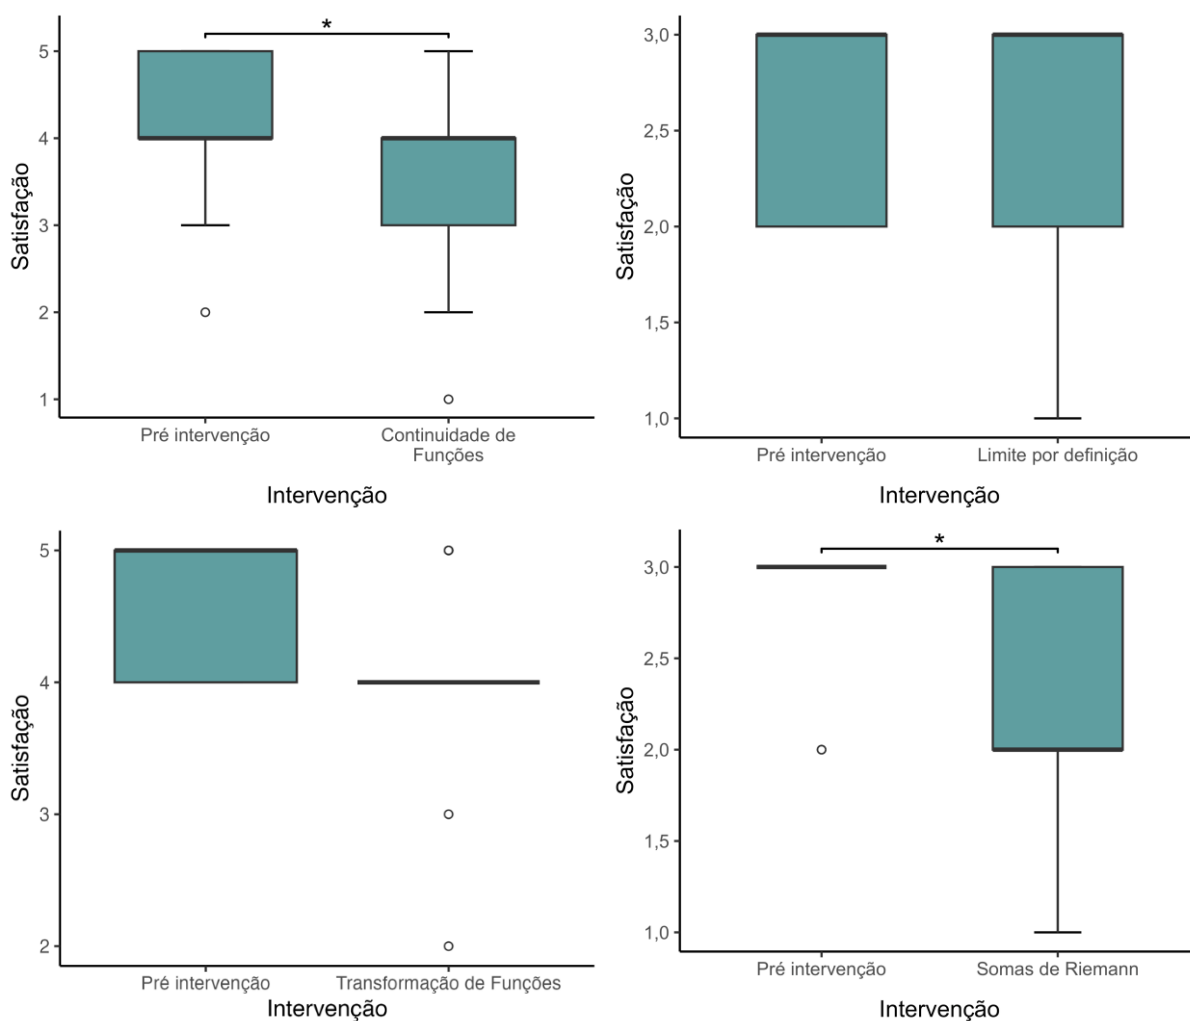 *
5
4
3
2
1
Satisfação
Pré intervenção
Continuidade de
Funções
Intervenção
3,0
2,5
2,0
1,5
1,0
Satisfação
Pré intervenção
Limite por definição
Intervenção
5
4
3
2
Satisfação
Pré intervenção
Transformação de Funções
Intervenção
*
3,0
2,5
2,0
1,5
1,0
Satisfação
Pré intervenção
Somas de Riemann
Intervenção